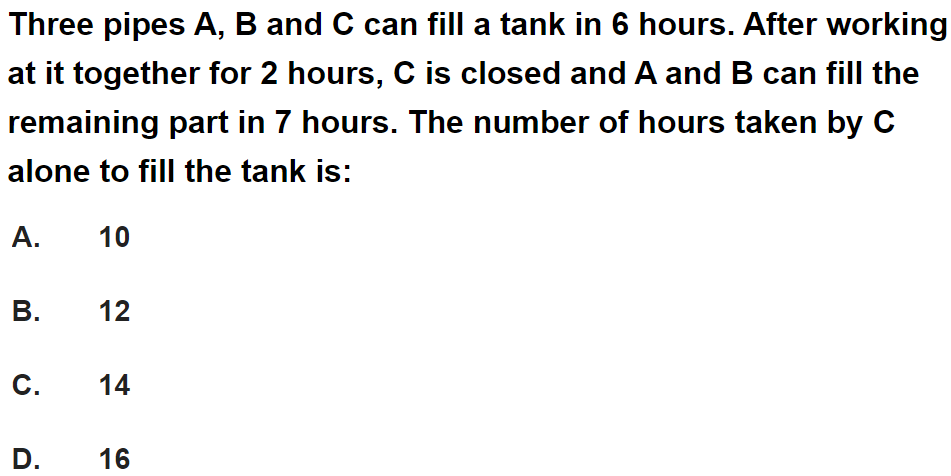 Three pipes A, B and C can fill a tank in 6 hours. After working
at it together for 2 hours, C is closed and A and B can fill the
remaining part in 7 hours. The number of hours taken by C
alone to fill the tank is:
A. 10
B. 12
C. 14
D. 16